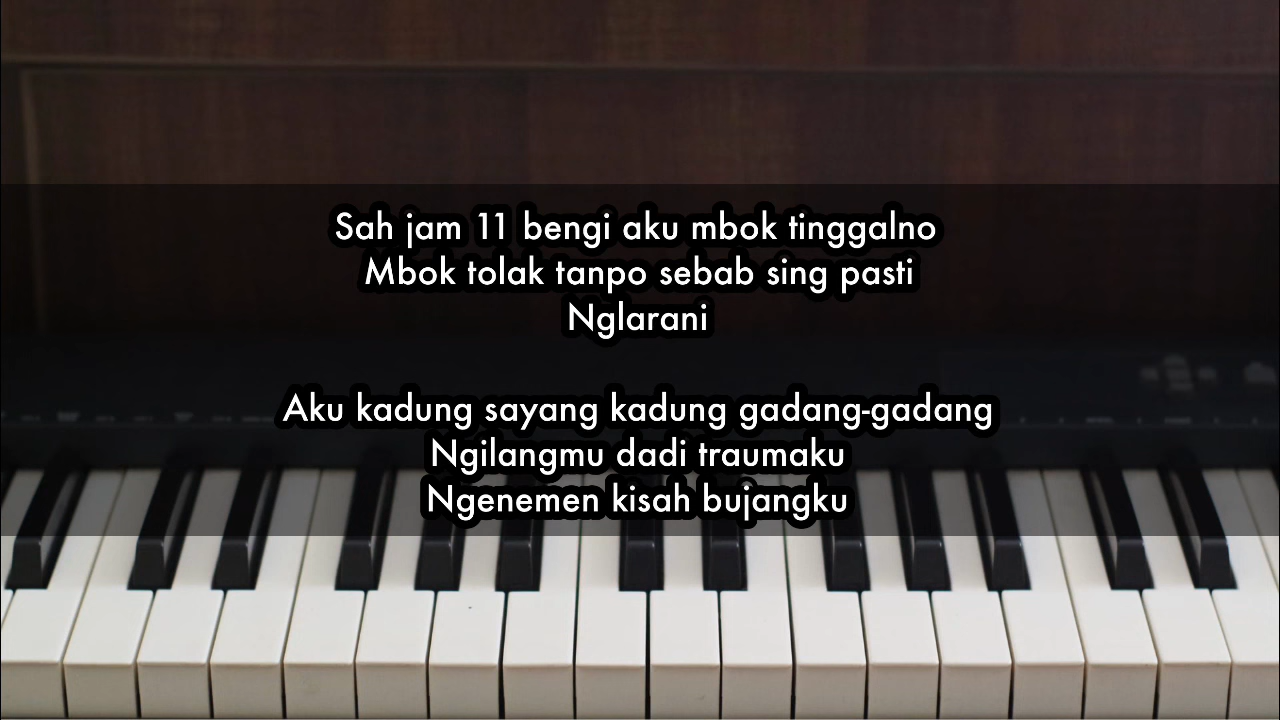 Sah jam 11 bengi aku mbok tinggalno
Mbok tolak tanpo sebab sing pasti
Nglarani
Aku kadung sayang kadung gadang-gadang
Ngilangmu dadi traumaku
Ngenemen kisah bujangku